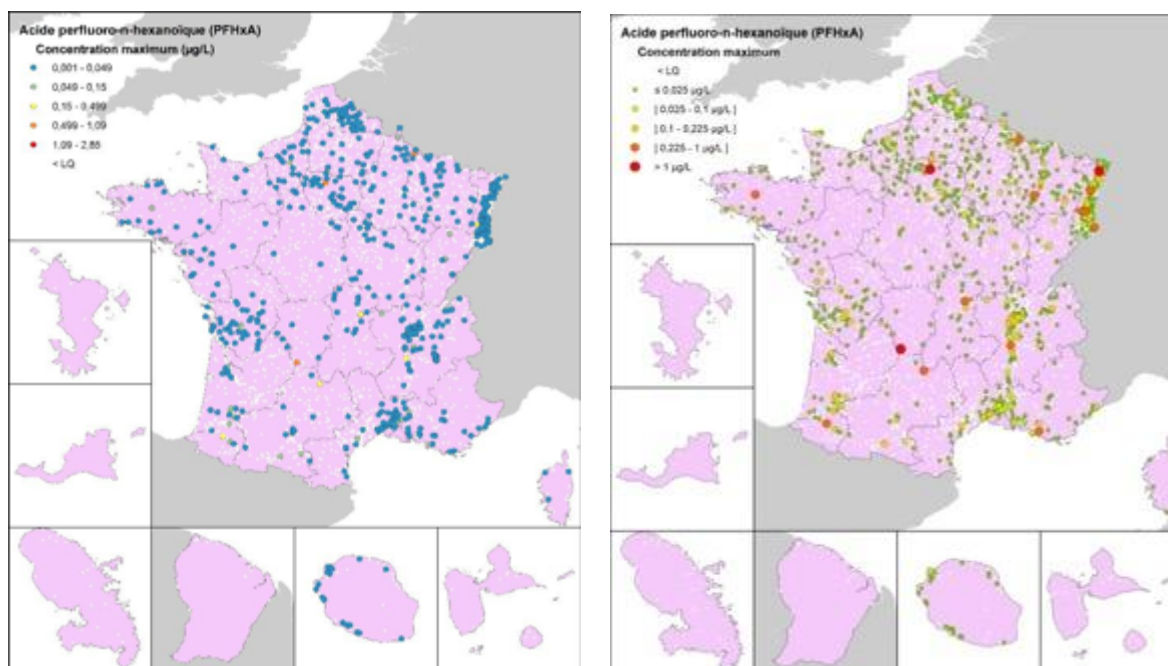 Acide perfluoro-n-hexanoïque (PFHxA)
Concentration maximum (µg/L)
0,001 - 0,049
0,049 - 0,15
0,15 - 0,499
0,499 - 1,09
1,09 - 2,88
< LQ
Acide perfluoro-n-hexanoïque (PFHxA)
Concentration maximum
< LQ
≤ 0.025 µg/L
] 0.025 - 0.1 µg/L ]
] 0.1 - 0.225 µg/L ]
] 0.225 - 1 µg/L ]
> 1 µg/L